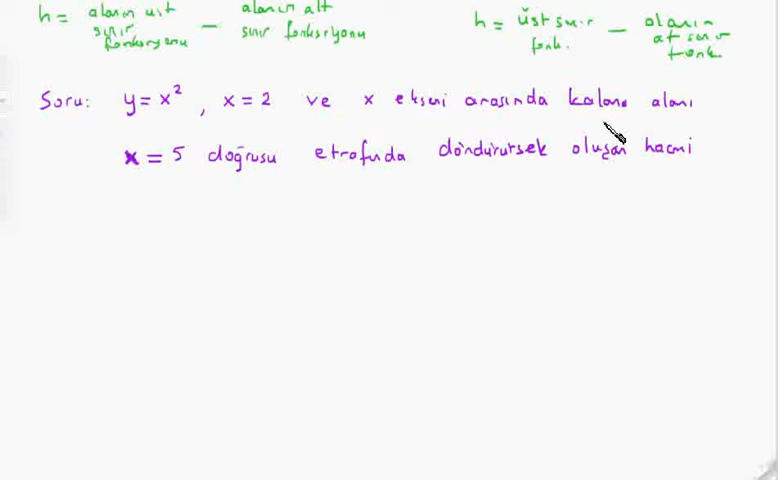 h = alanın üst sınır fonksiyonu – alanın alt sınır fonksiyonu
h = üst sınır fonk. – alanın alt sınır fonk.
Soru: y = x², x = 2 ve x ekseni arasında kalan alanı
x = 5 doğrusu etrafında döndürürsek oluşan hacmi